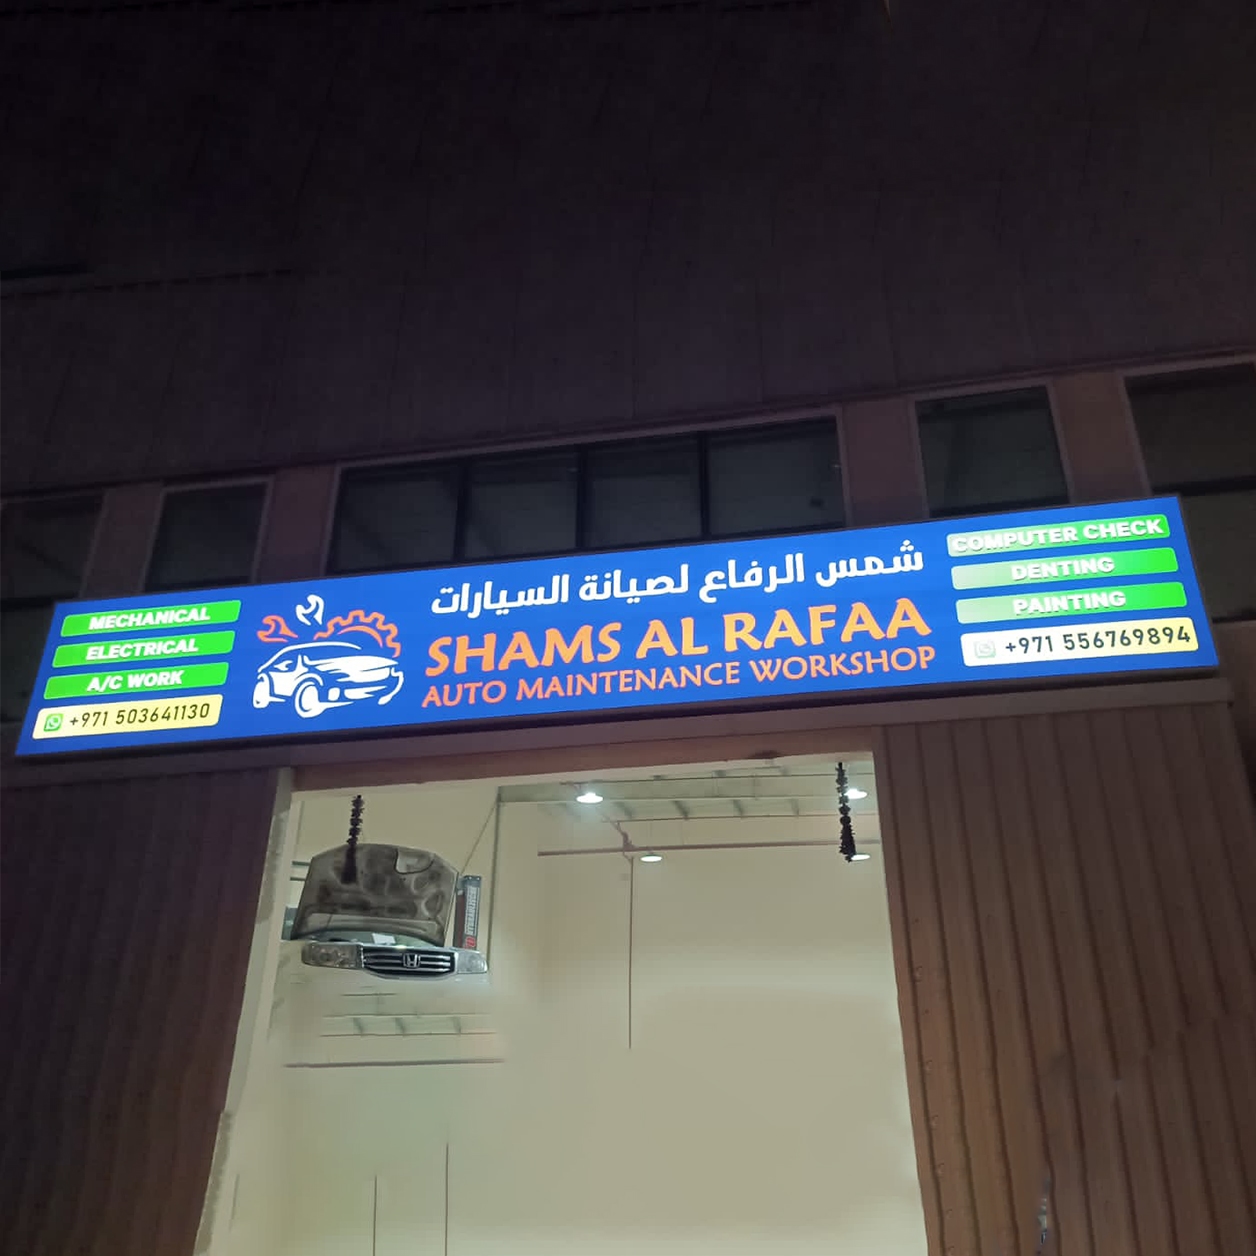 MECHANICAL
ELECTRICAL
A/C WORK
+971 503641130
شمس الرفاع لصيانة السيارات
SHAMS AL RAFAA
AUTO MAINTENANCE WORKSHOP
COMPUTER CHECK
DENTING
PAINTING
+971 556769894